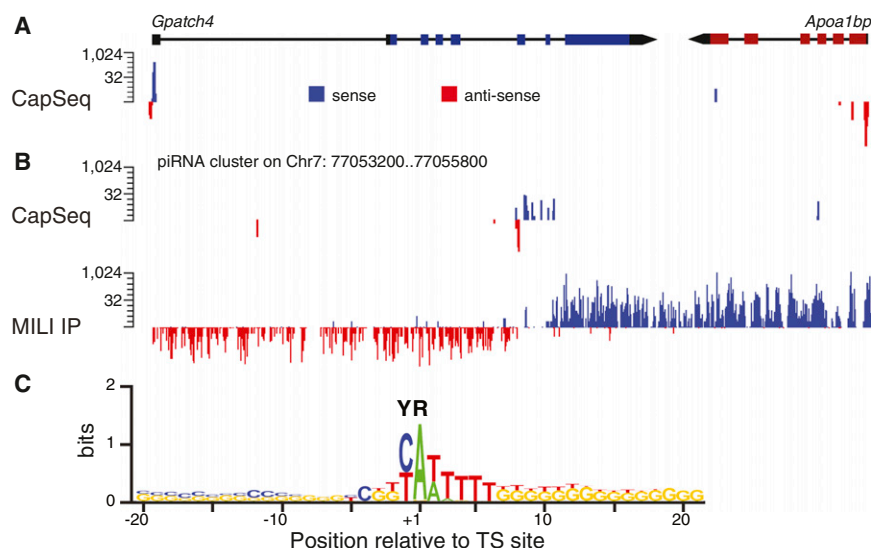 A
Gpatch4
Apoa1bp
1,024
32
CapSeq
sense
anti-sense
B
piRNA cluster on Chr7: 77053200..77055800
1,024
32
CapSeq
1,024
32
MILI IP
C
2
bits
1
0
YR
C
A
T
T
A
T
T
T
T
C
G
G
-20
-10
+1
10
20
Position relative to TS site